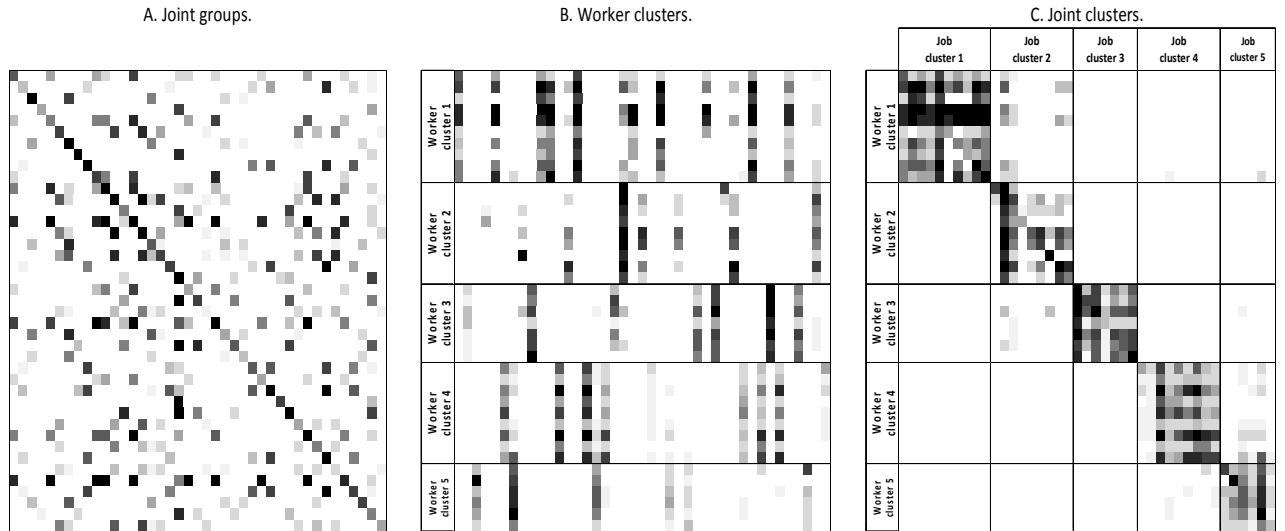 A. Joint groups.
B. Worker clusters.
C. Joint clusters.
Job
cluster 1
Job
cluster 2
Job
cluster 3
Job
cluster 4
Job
cluster 5
Worker
cluster 1
Worker
cluster 2
Worker
cluster 3
Worker
cluster 4
Worker
cluster 5
Worker
cluster 1
Worker
cluster 2
Worker
cluster 3
Worker
cluster 4
Worker
cluster 5